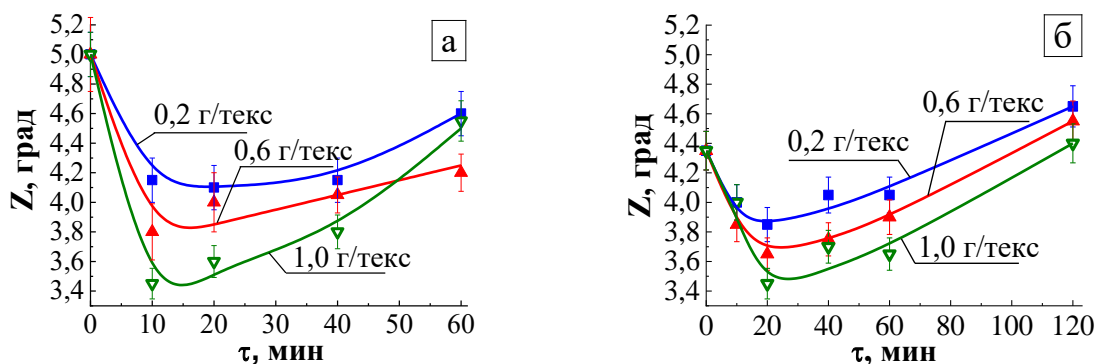 а
5,2
5,0
4,8
4,6
4,4
4,2
4,0
3,8
3,6
3,4
Z, град
0,2 г/текс
0,6 г/текс
1,0 г/текс
0 10 20 30 40 50 60
τ, мин
б
5,2
5,0
4,8
4,6
4,4
4,2
4,0
3,8
3,6
3,4
Z, град
0,6 г/текс
0,2 г/текс
1,0 г/текс
0 20 40 60 80 100 120
τ, мин